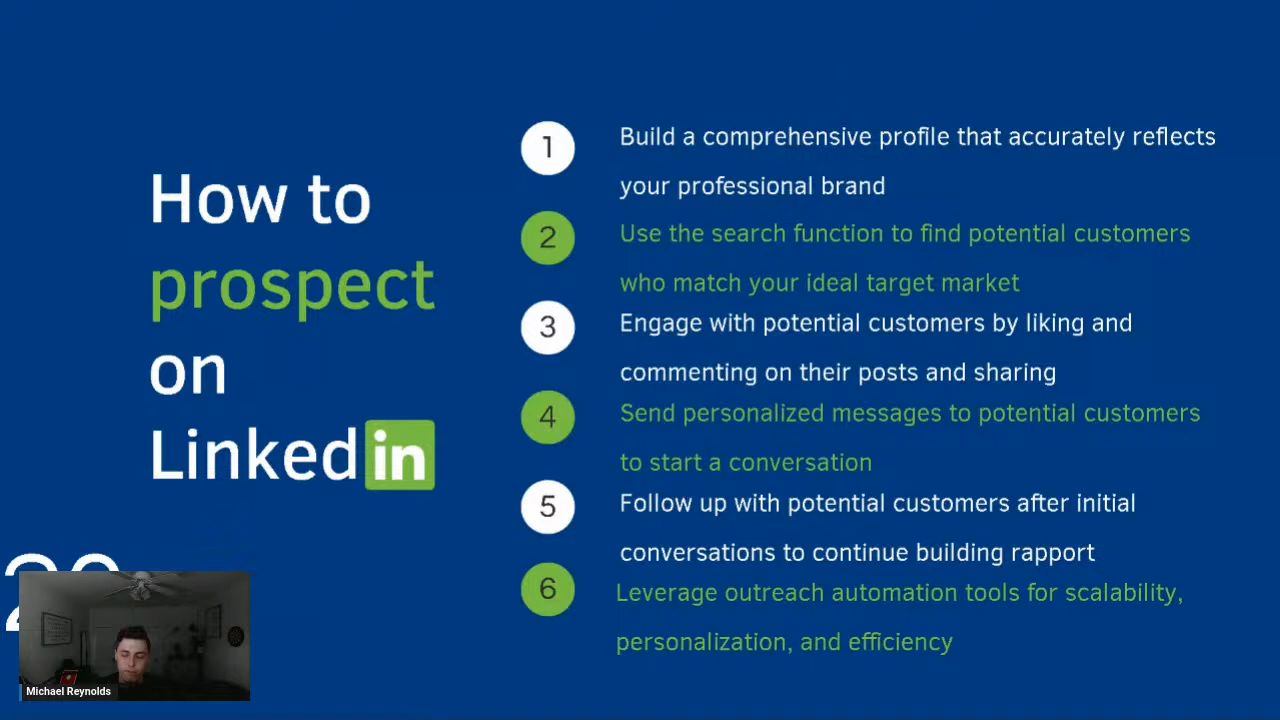 How to
prospect
on
Linkedin
1
Build a comprehensive profile that accurately reflects
your professional brand
2
Use the search function to find potential customers
who match your ideal target market
3
Engage with potential customers by liking and
commenting on their posts and sharing
4
Send personalized messages to potential customers
to start a conversation
5
Follow up with potential customers after initial
conversations to continue building rapport
6
Leverage outreach automation tools for scalability,
personalization, and efficiency
Michael Reynolds